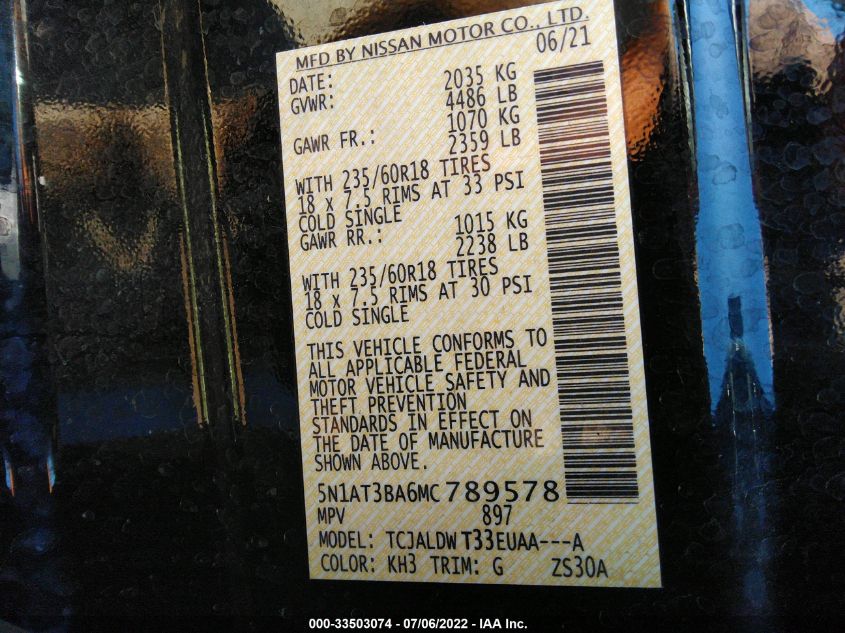 MFD BY NISSAN MOTOR CO., LTD.
DATE: 06/21
GVWR: 2035 KG
4486 LB
GAWR FR.: 1070 KG
2359 LB
WITH 235/60R18 TIRES
18 x 7.5 RIMS AT 33 PSI
COLD SINGLE
GAWR RR.: 1015 KG
2238 LB
WITH 235/60R18 TIRES
18 x 7.5 RIMS AT 30 PSI
COLD SINGLE
THIS VEHICLE CONFORMS TO
ALL APPLICABLE FEDERAL
MOTOR VEHICLE SAFETY AND
THEFT PREVENTION
STANDARDS IN EFFECT ON
THE DATE OF MANUFACTURE
SHOWN ABOVE.
5N1AT3BA6MC789578
MPV 897
MODEL: TCJALDWT33EUAA---A
COLOR: KH3 TRIM: G ZS30A
000-33503074 - 07/06/2022 - IAA Inc.